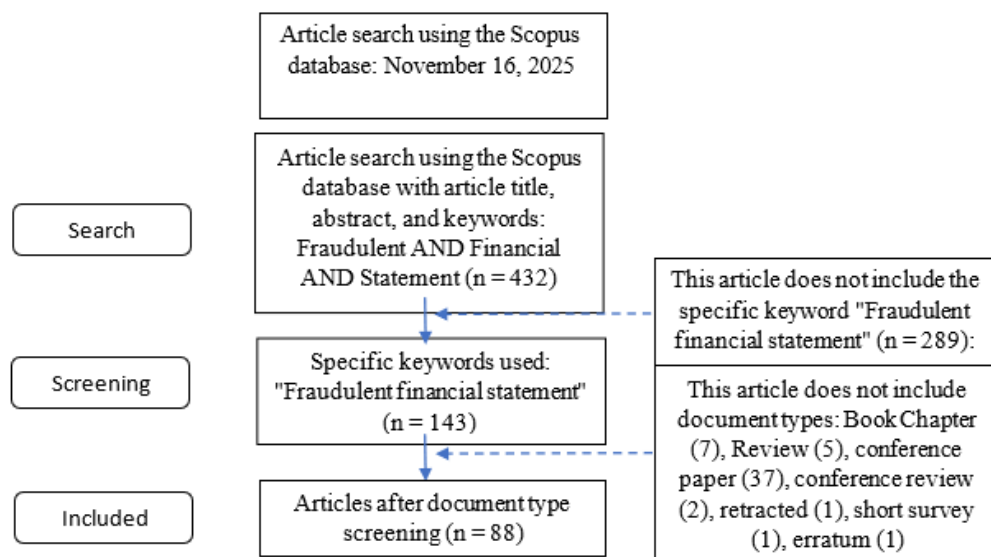 Article search using the Scopus
database: November 16, 2025
Article search using the Scopus
database with article title,
abstract, and keywords:
Fraudulent AND Financial
AND Statement (n = 432)
Search
This article does not include the
specific keyword "Fraudulent
financial statement" (n = 289):
Screening
Specific keywords used:
"Fraudulent financial statement"
(n = 143)
This article does not include
document types: Book Chapter
(7), Review (5), conference
paper (37), conference review
(2), retracted (1), short survey
(1), erratum (1)
Included
Articles after document type
screening (n = 88)